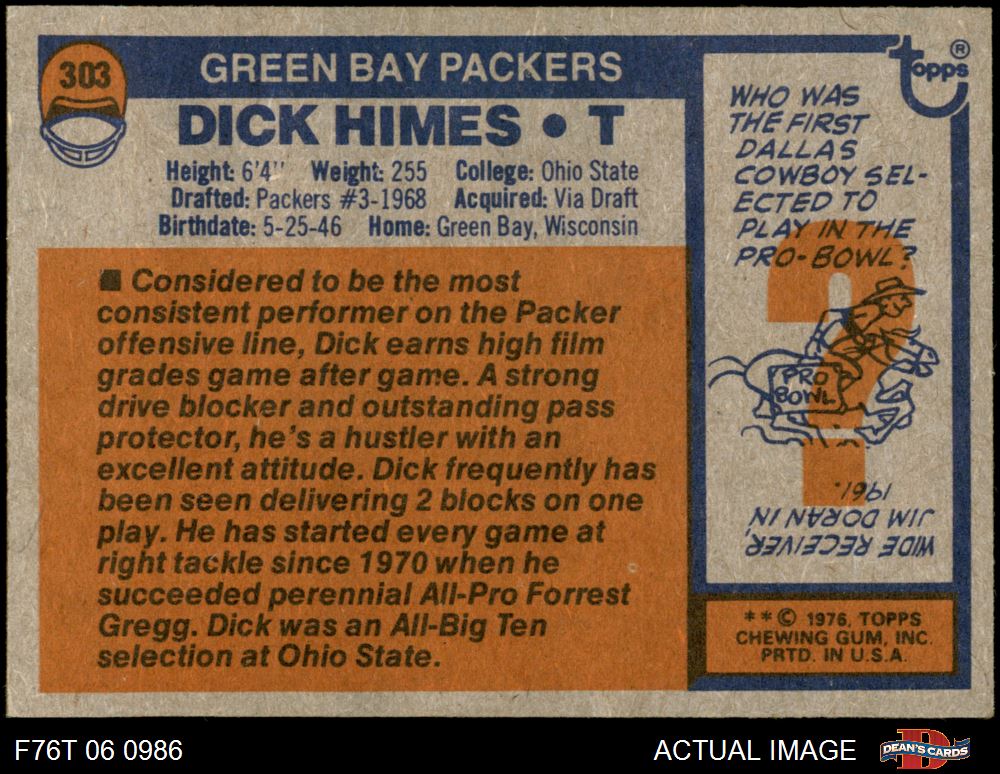 303
GREEN BAY PACKERS
DICK HIMES • T
Height: 6'4" Weight: 255 College: Ohio State
Drafted: Packers #3-1968 Acquired: Via Draft
Birthdate: 5-25-46 Home: Green Bay, Wisconsin
■ Considered to be the most
consistent performer on the Packer
offensive line, Dick earns high film
grades game after game. A strong
drive blocker and outstanding pass
protector, he's a hustler with an
excellent attitude. Dick frequently has
been seen delivering 2 blocks on one
play. He has started every game at
right tackle since 1970 when he
succeeded perennial All-Pro Forrest
Gregg. Dick was an All-Big Ten
selection at Ohio State.
topps®
WHO WAS
THE FIRST
DALLAS
COWBOY SEL-
ECTED TO
PLAY IN THE
PRO-BOWL?
?
PRO
BOWL
WIDE RECEIVER,
JIM DORAN IN
1961.
**© 1976, TOPPS
CHEWING GUM, INC.
PRTD. IN U.S.A.
F76T 06 0986
ACTUAL IMAGE
DEAN'S CARDS